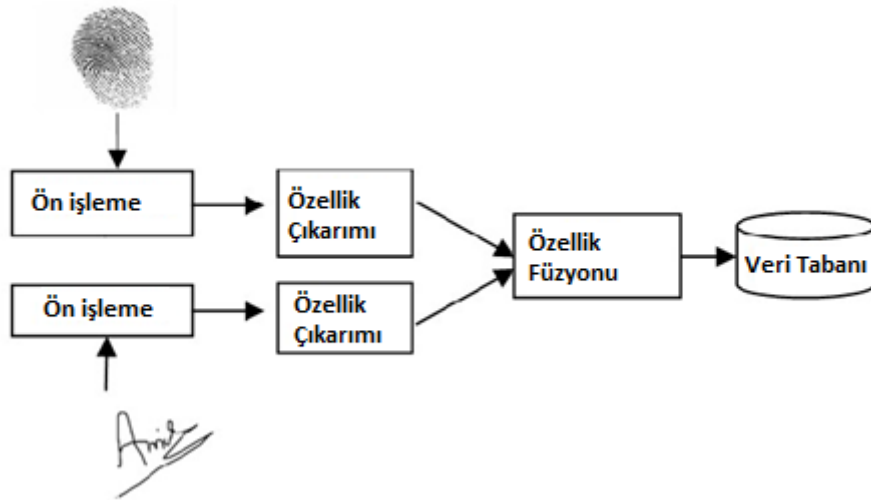 Ön işleme
Özellik
Çıkarımı
Özellik
Füzyonu
Veri Tabanı
Ön işleme
Özellik
Çıkarımı